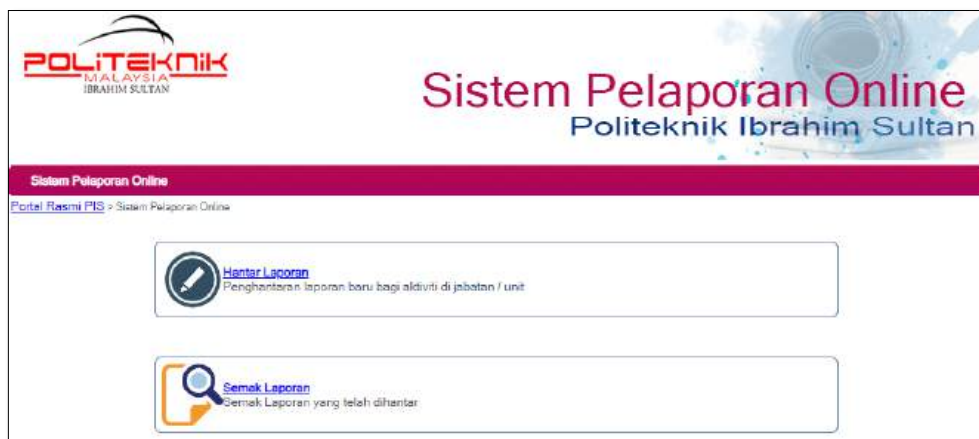 POLITEKNIK
MALAYSIA
IBRAHIM SULTAN
Sistem Pelaporan Online
Politeknik Ibrahim Sultan
Sistem Pelaporan Online
Portal Rasmi PIS > Sistem Pelaporan Online
Hantar Laporan
Penghantaran laporan baru bagi aktiviti di jabatan / unit
Semak Laporan
Semak Laporan yang telah dihantar